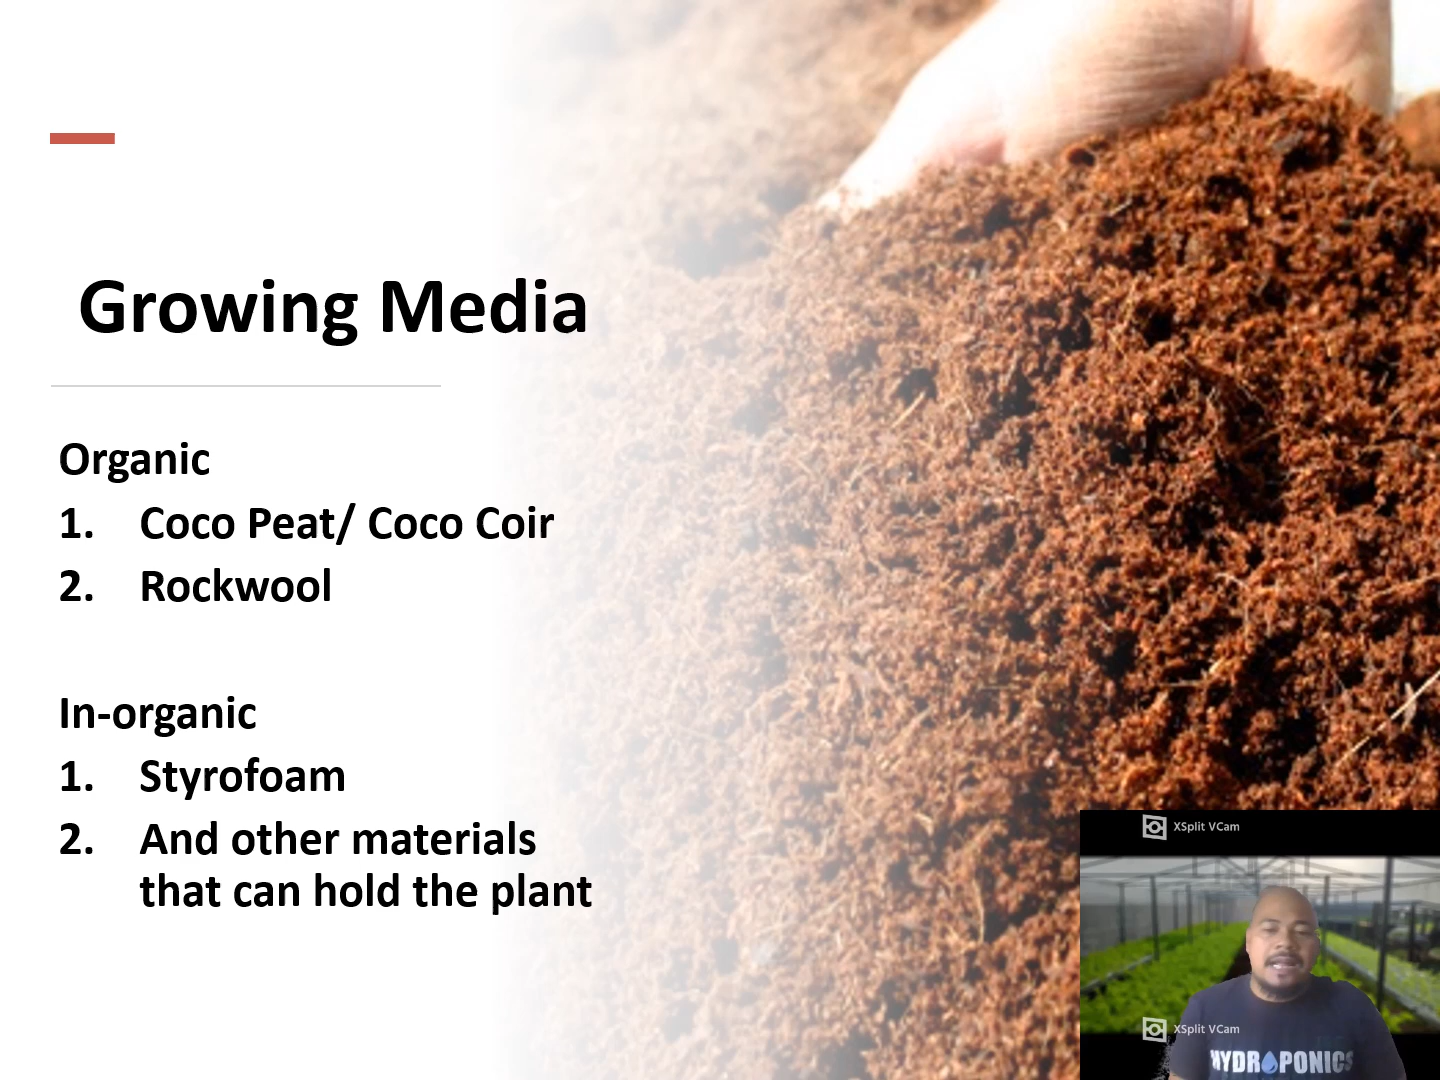 Growing Media
Organic
1. Coco Peat/ Coco Coir
2. Rockwool
In-organic
1. Styrofoam
2. And other materials
that can hold the plant
XSplit VCam
XSplit VCam
HYDROPONICS